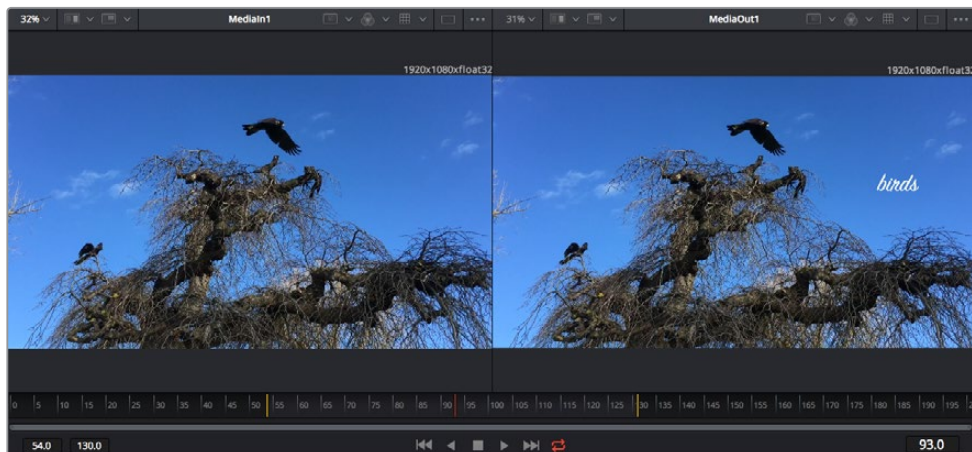 32% MediaIn1
31% MediaOut1
1920x1080xfloat32
1920x1080xfloat32
birds
0 5 10 15 20 25 30 35 40 45 50 55 60 65 70 75 80 85 90 95 100 105 110 115 120 125 30 135 140 145 150 155 160 165 170 175 180 185 190 195
54.0 130.0 93.0